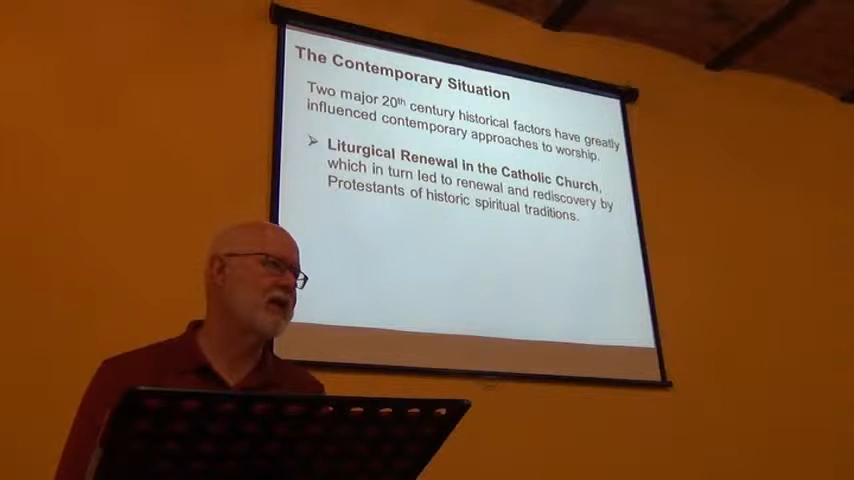 The Contemporary Situation
Two major 20th century historical factors have greatly
influenced contemporary approaches to worship.
➢ Liturgical Renewal in the Catholic Church,
which in turn led to renewal and rediscovery by
Protestants of historic spiritual traditions.